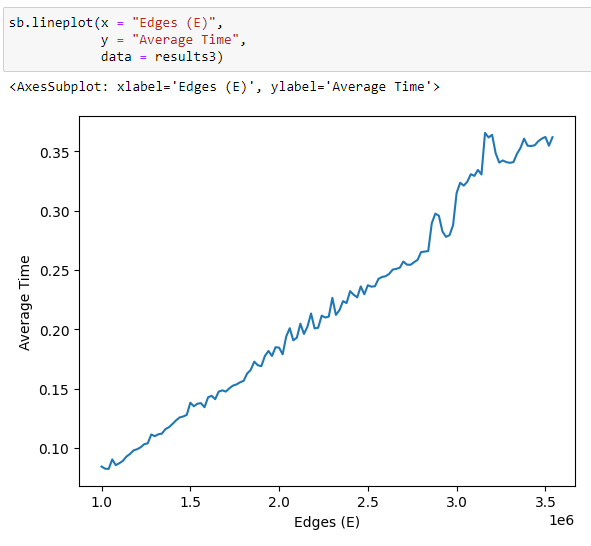 sb.lineplot(x = "Edges (E)",
            y = "Average Time",
            data = results3)
<AxesSubplot: xlabel='Edges (E)', ylabel='Average Time'>
0.35
0.30
0.25
0.20
0.15
0.10
Average Time
1.0 1.5 2.0 2.5 3.0 3.5
1e6
Edges (E)